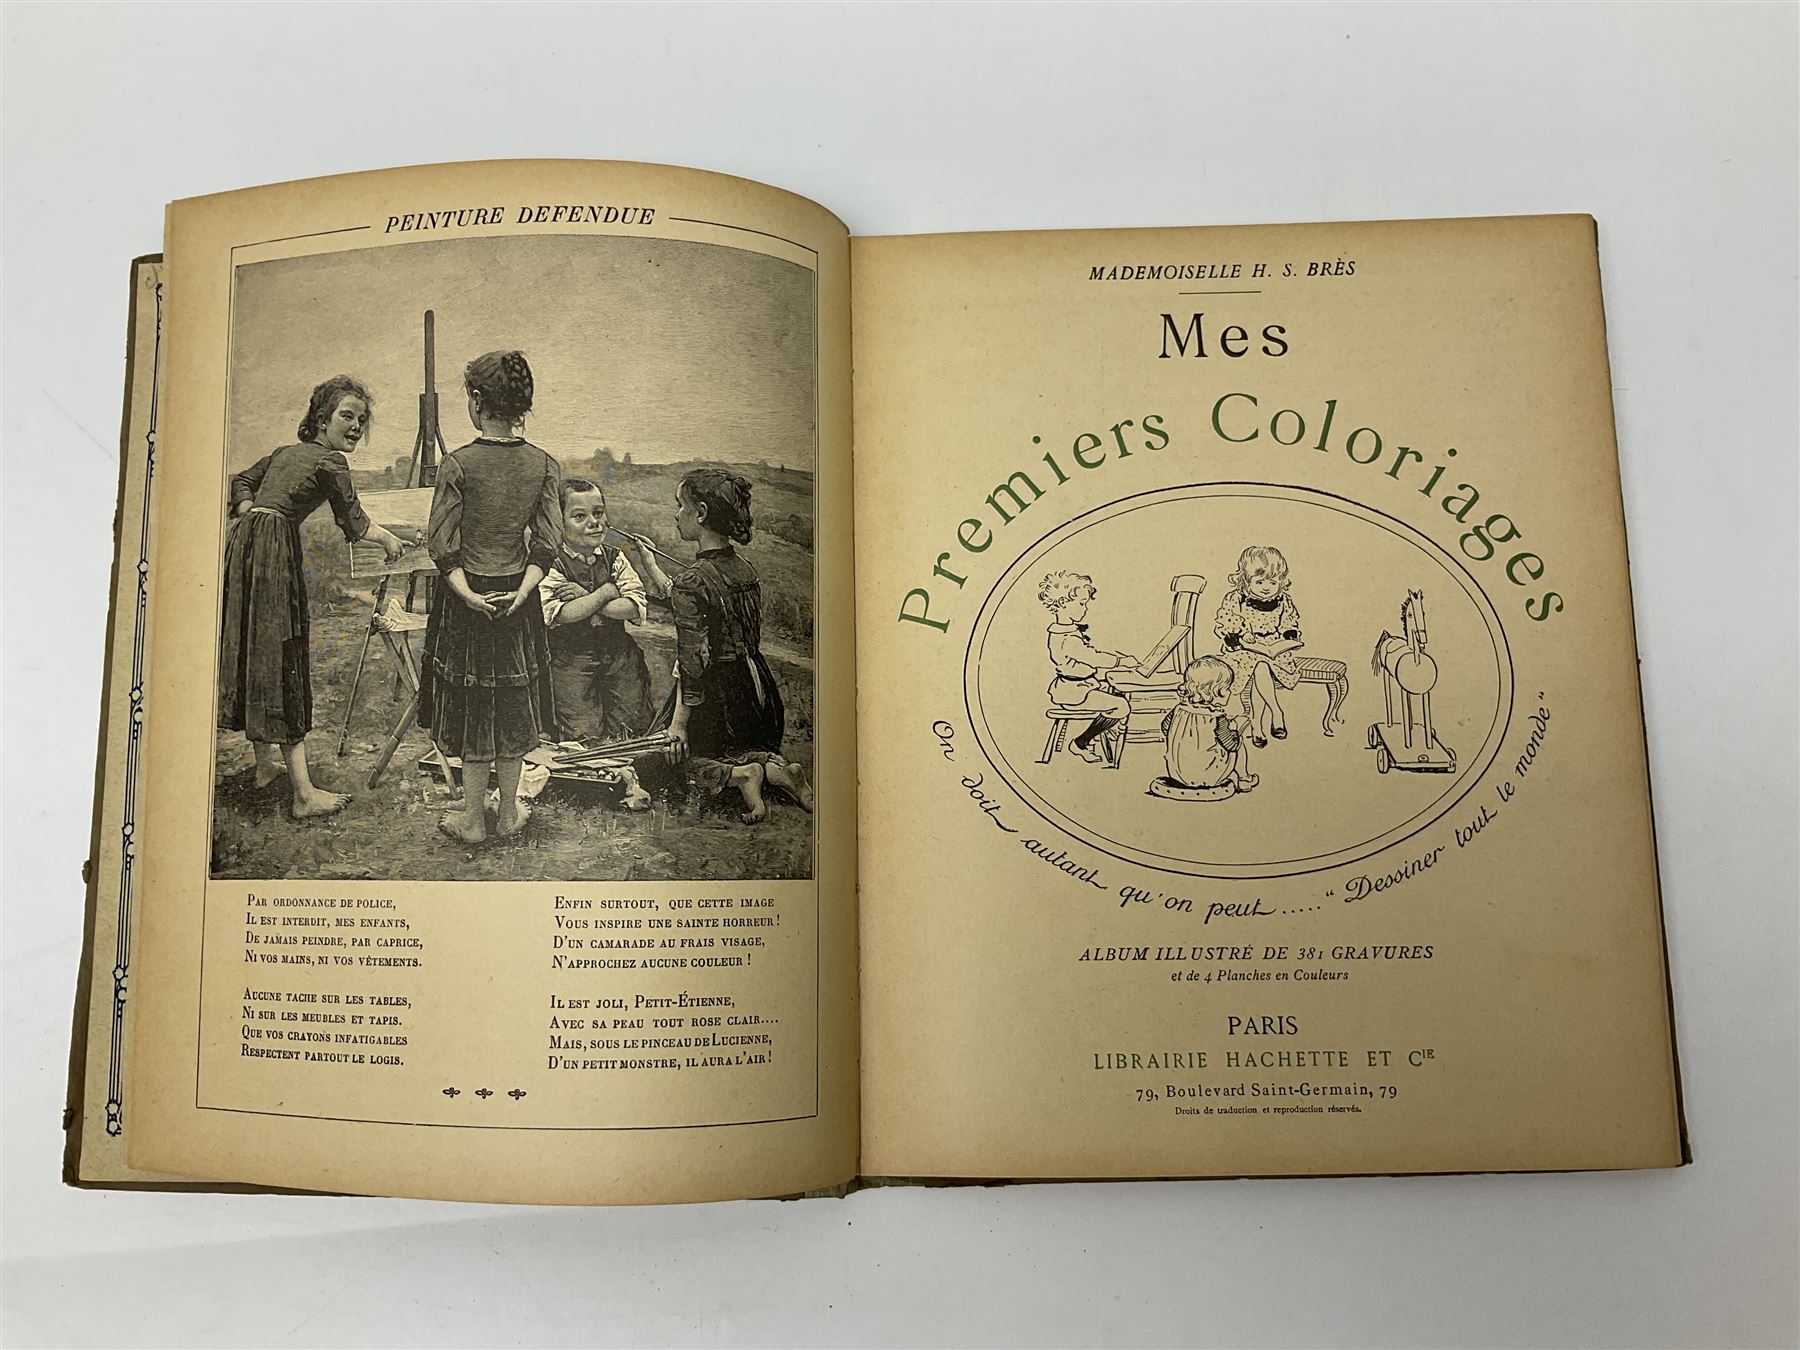 PEINTURE DEFENDUE
PAR ORDONNANCE DE POLICE,
IL EST INTERDIT, MES ENFANTS,
DE JAMAIS PEINDRE, PAR CAPRICE,
NI VOS MAINS, NI VOS VÊTEMENTS.
AUCUNE TACHE SUR LES TABLES,
NI SUR LES MEUBLES ET TAPIS.
QUE VOS CRAYONS INFATIGABLES
RESPECTENT PARTOUT LE LOGIS.
ENFIN SURTOUT, QUE CETTE IMAGE
VOUS INSPIRE UNE SAINTE HORREUR !
D'UN CAMARADE AU FRAIS VISAGE,
N'APPROCHEZ AUCUNE COULEUR !
IL EST JOLI, PETIT-ÉTIENNE,
AVEC SA PEAU TOUT ROSE CLAIR....
MAIS, SOUS LE PINCEAU DE LUCIENNE,
D'UN PETIT MONSTRE, IL AURA L'AIR !
MADEMOISELLE H. S. BRÈS
Mes
Premiers Coloriages
On doit autant qu'on peut..... "Dessiner tout le monde"
ALBUM ILLUSTRÉ DE 381 GRAVURES
et de 4 Planches en Couleurs
PARIS
LIBRAIRIE HACHETTE ET CIE
79, Boulevard Saint-Germain, 79
Droits de traduction et reproduction réservés.